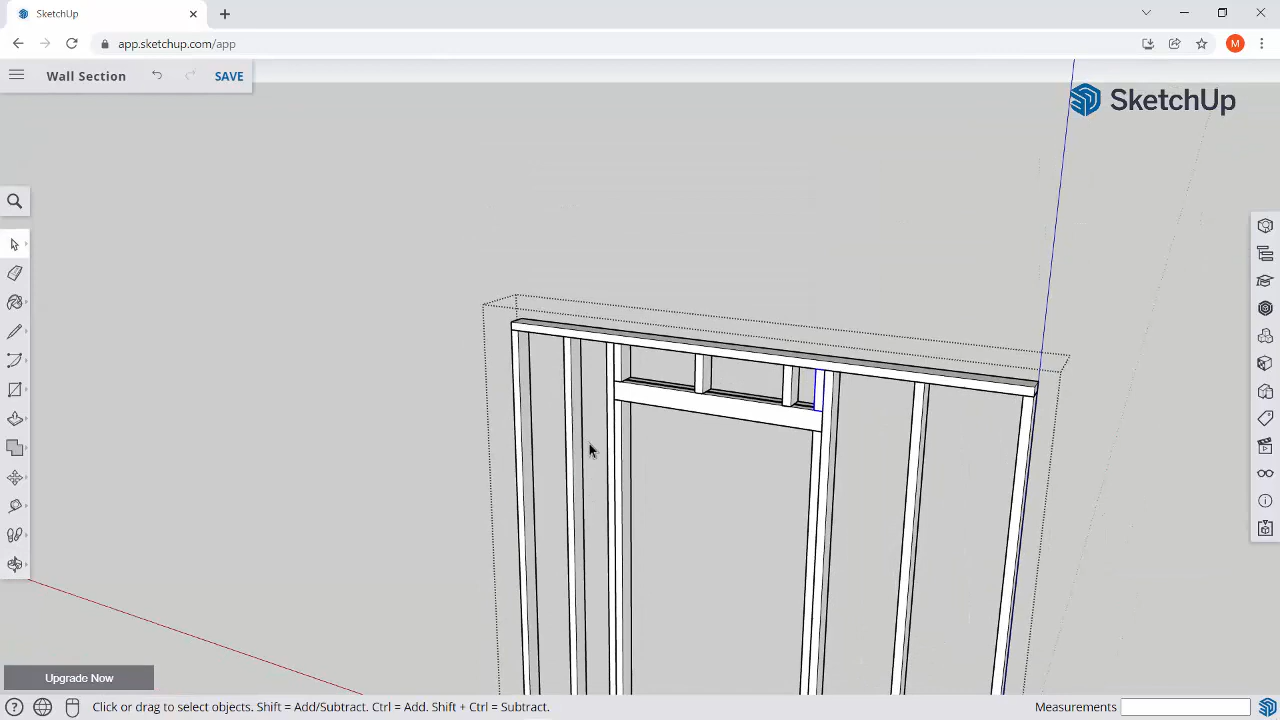 SketchUp
app.sketchup.com/app
M
Wall Section
SAVE
SketchUp
Upgrade Now
Click or drag to select objects. Shift = Add/Subtract. Ctrl = Add. Shift + Ctrl = Subtract.
Measurements